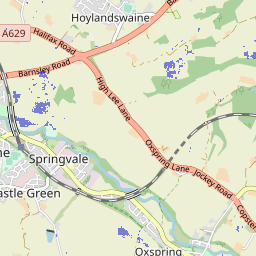 Hoylandswaine
A629
Halifax Road
Barnsley Road
High Lee Lane
Oxspring Lane
Jockey Road
Springvale
Castle Green
Oxspring